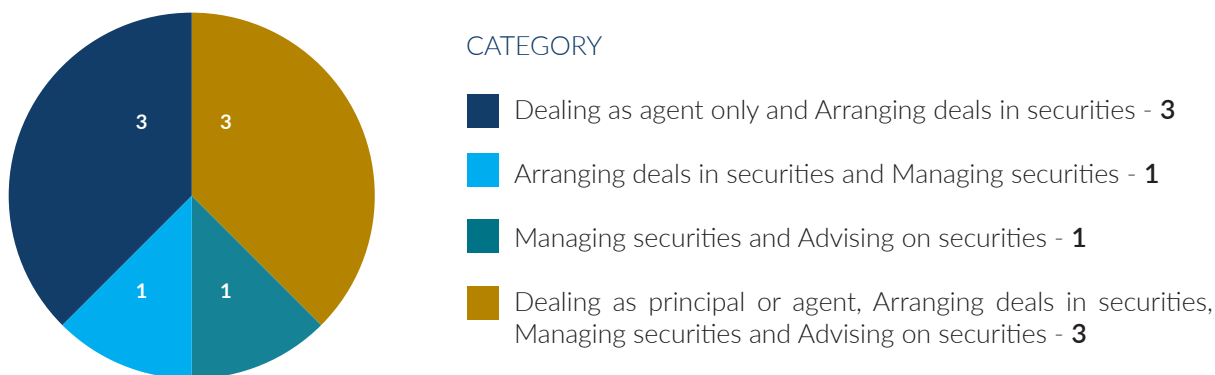 3
3
1
1
CATEGORY
Dealing as agent only and Arranging deals in securities - 3
Arranging deals in securities and Managing securities - 1
Managing securities and Advising on securities - 1
Dealing as principal or agent, Arranging deals in securities,
Managing securities and Advising on securities - 3